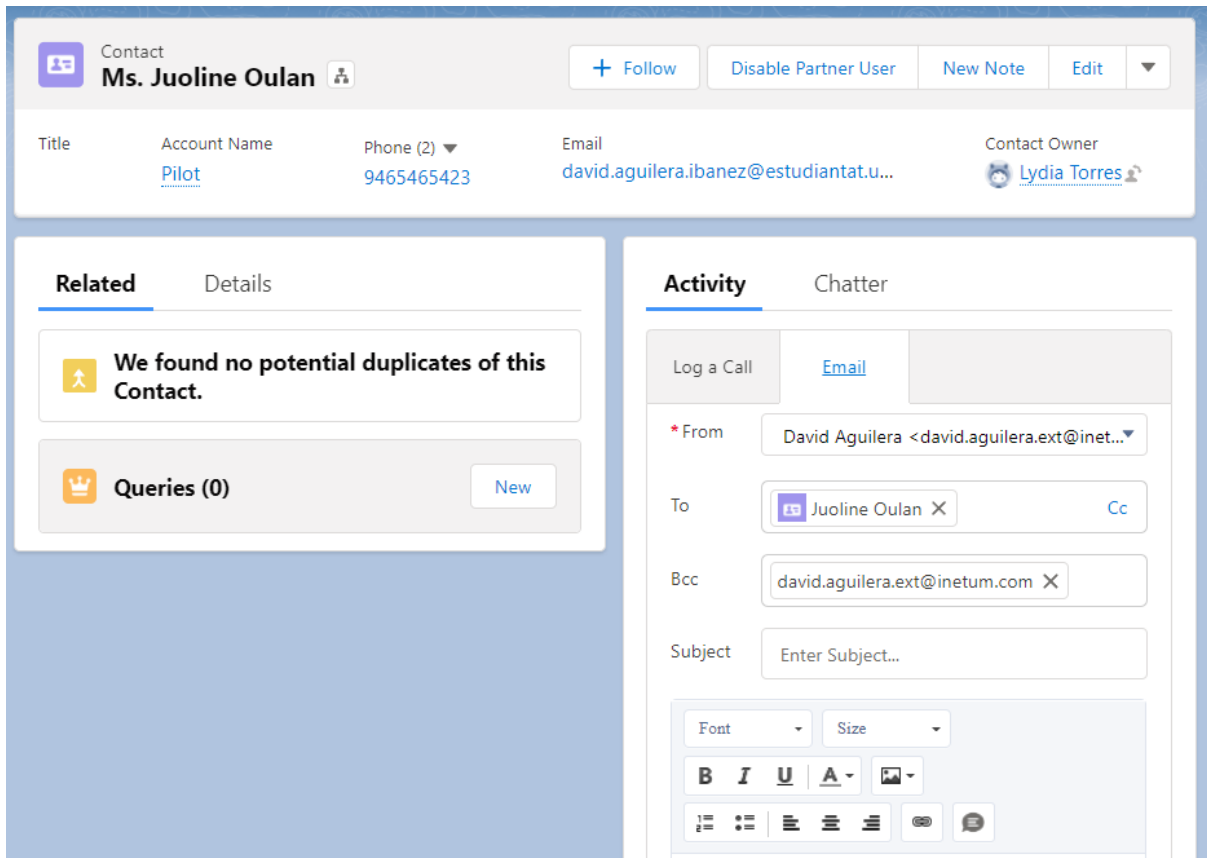 Contact
Ms. Juoline Oulan
Follow
Disable Partner User
New Note
Edit
Title
Account Name
Phone (2)
Email
Contact Owner
Pilot
9465465423
david.aguilera.ibanez@estudiantat.u...
Lydia Torres
Related
Details
We found no potential duplicates of this
Contact.
Queries (0)
New
Activity
Chatter
Log a Call
Email
*From
David Aguilera <david.aguilera.ext@inet...
To
Juoline Oulan
Cc
Bcc
david.aguilera.ext@inetum.com
Subject
Enter Subject...
Font
Size
B I U A